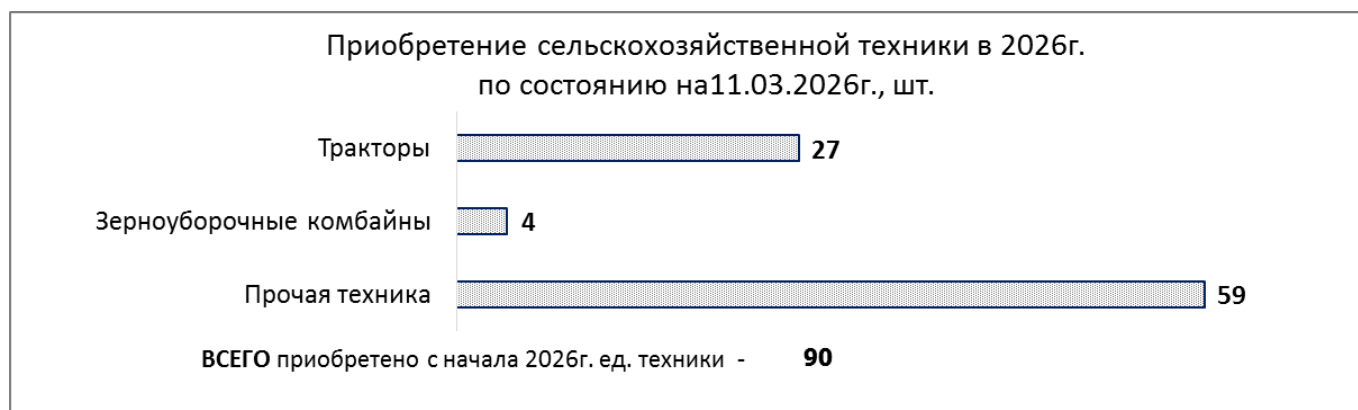 Приобретение сельскохозяйственной техники в 2026г.
по состоянию на11.03.2026г., шт.
Тракторы 27
Зерноуборочные комбайны 4
Прочая техника 59
ВСЕГО приобретено с начала 2026г. ед. техники - 90